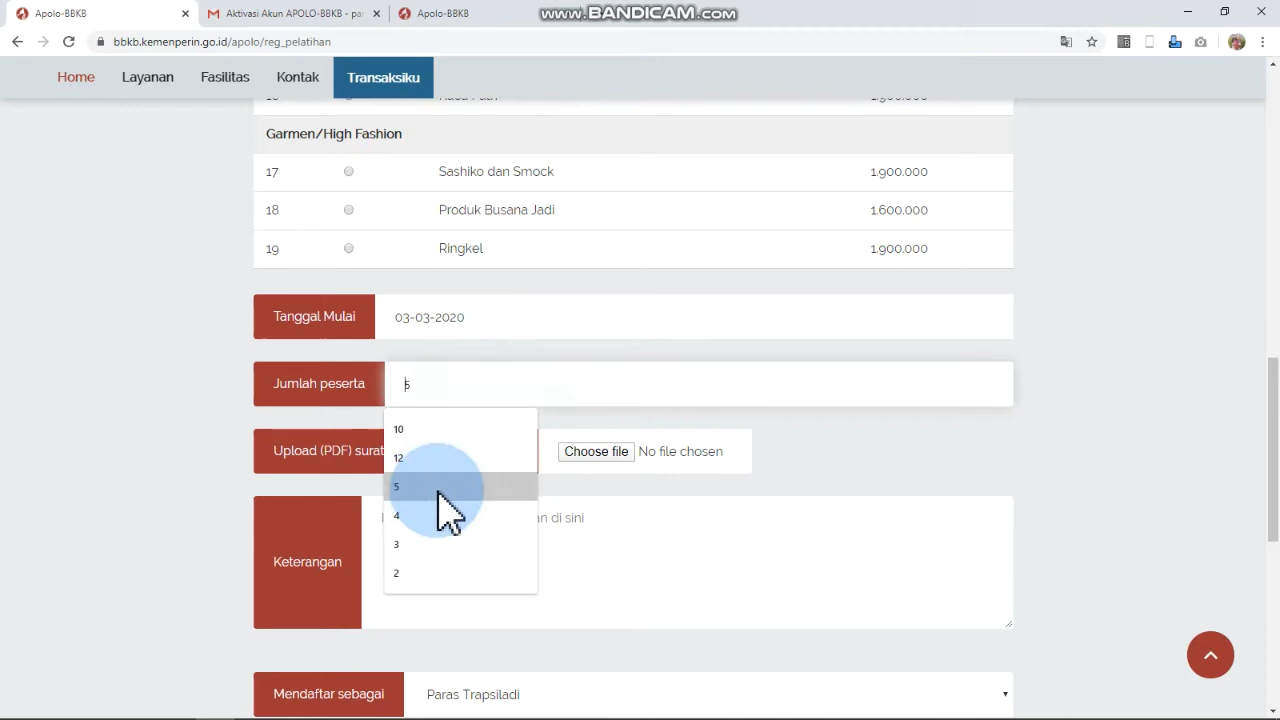 Apolo-BBKB
Aktivasi Akun APOLO-BBKB - pa
Apolo-BBKB
www.BANDICAM.com
bbkb.kemenperin.go.id/apolo/reg_pelatihan
Home
Layanan
Fasilitas
Kontak
Transaksiku
Garmen/High Fashion
17 Sashiko dan Smock 1.900.000
18 Produk Busana Jadi 1.600.000
19 Ringkel 1.900.000
Tanggal Mulai 03-03-2020
Jumlah peserta 5
10
Upload (PDF) surat Choose file No file chosen
12
5
4
an di sini
3
Keterangan
2
Mendaftar sebagai Paras Trapsiladi